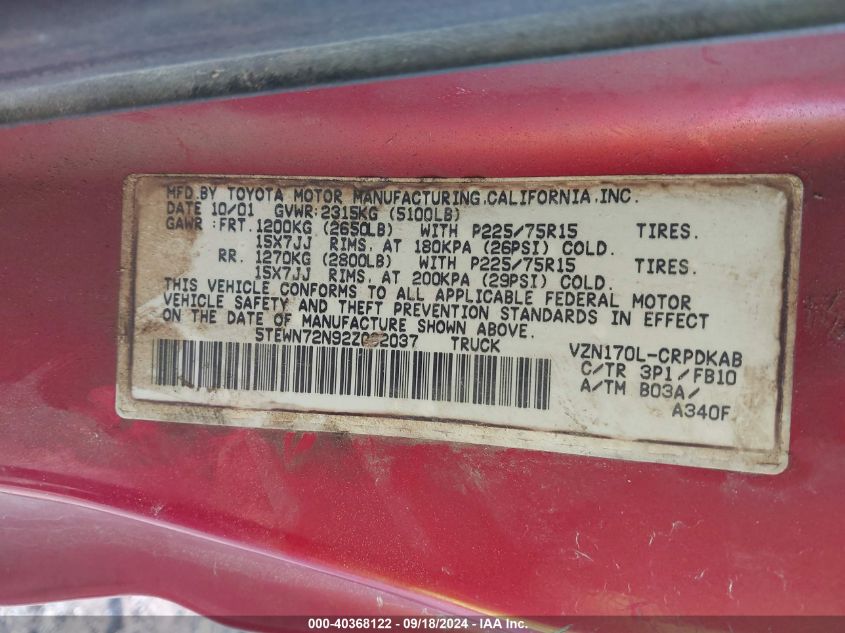 MFD.BY TOYOTA MOTOR MANUFACTURING.CALIFORNIA.INC.
DATE 10/01 GVWR:2315KG (5100LB)
GAWR :FRT. 1200KG (2650LB) WITH P225/75R15 TIRES.
15X7JJ RIMS. AT 180KPA (26PSI) COLD.
RR. 1270KG (2800LB) WITH P225/75R15 TIRES.
15X7JJ RIMS. AT 200KPA (29PSI) COLD.
THIS VEHICLE CONFORMS TO ALL APPLICABLE FEDERAL MOTOR
VEHICLE SAFETY AND THEFT PREVENTION STANDARDS IN EFFECT
ON THE DATE OF MANUFACTURE SHOWN ABOVE.
TRUCK VZN170L-CRPDKAB
C/TR 3P1/FB10
A/TM B03A/
A340F
000-40368122 - 09/18/2024 - IAA Inc.